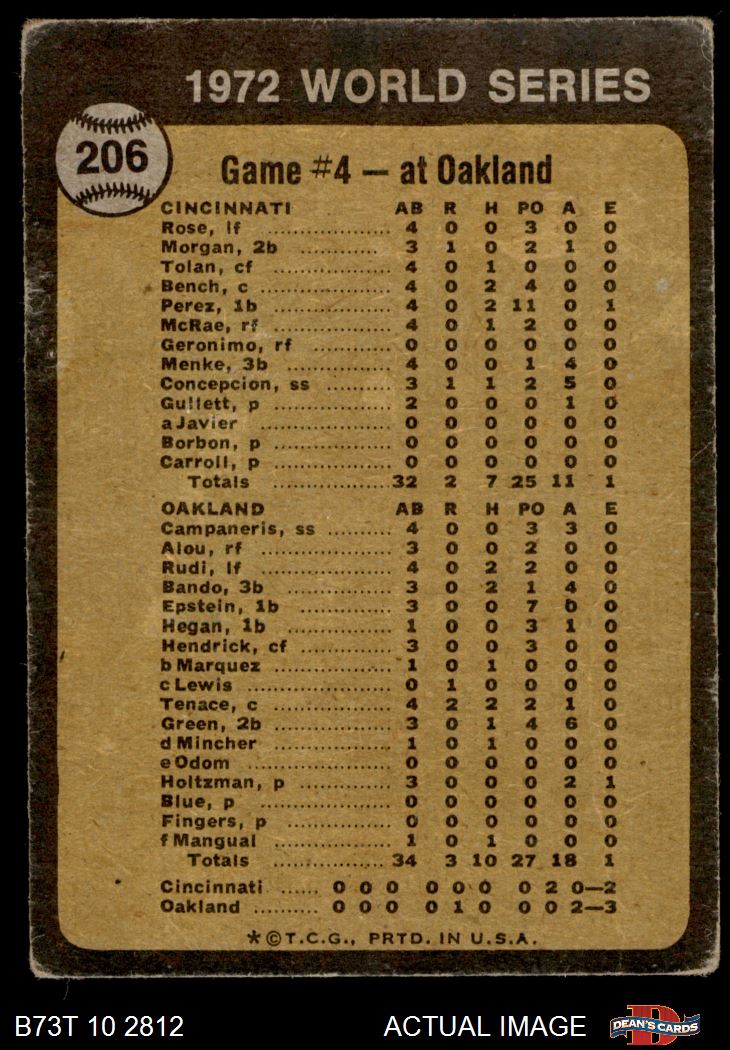 1972 WORLD SERIES
206
Game #4 — at Oakland
CINCINNATI AB R H PO A E
Rose, lf .................... 4 0 0 3 0 0
Morgan, 2b ............ 3 1 0 2 1 0
Tolan, cf .................. 4 0 1 0 0 0
Bench, c .................. 4 0 2 4 0 0
Perez, 1b ................ 4 0 2 11 0 1
McRae, rf ................ 4 0 1 2 0 0
Geronimo, rf ............ 0 0 0 0 0 0
Menke, 3b .............. 4 0 0 1 4 0
Concepcion, ss .......... 3 1 1 2 5 0
Gullett, p .................. 2 0 0 0 1 0
a Javier .................... 0 0 0 0 0 0
Borbon, p ................ 0 0 0 0 0 0
Carroll, p .................. 0 0 0 0 0 0
Totals .................. 32 2 7 25 11 1
OAKLAND AB R H PO A E
Campaneris, ss .......... 4 0 0 3 3 0
Alou, rf .................... 3 0 0 2 0 0
Rudi, lf .................... 4 0 2 2 0 0
Bando, 3b .............. 3 0 2 1 4 0
Epstein, 1b .............. 3 0 0 7 0 0
Hegan, 1b .............. 1 0 0 3 1 0
Hendrick, cf .............. 3 0 0 3 0 0
b Marquez .................. 1 0 1 0 0 0
c Lewis ...................... 0 1 0 0 0 0
Tenace, c ................ 4 2 2 2 1 0
Green, 2b ................ 3 0 1 4 6 0
d Mincher .................. 1 0 1 0 0 0
e Odom .................... 0 0 0 0 0 0
Holtzman, p .............. 3 0 0 0 2 1
Blue, p .................... 0 0 0 0 0 0
Fingers, p ................ 0 0 0 0 0 0
f Mangual .................. 1 0 1 0 0 0
Totals .................. 34 3 10 27 18 1
Cincinnati ...... 0 0 0 0 0 0 0 2 0—2
Oakland .......... 0 0 0 0 1 0 0 0 2—3
*©T.C.G., PRTD. IN U.S.A.
B73T 10 2812 ACTUAL IMAGE DEAN'S CARDS